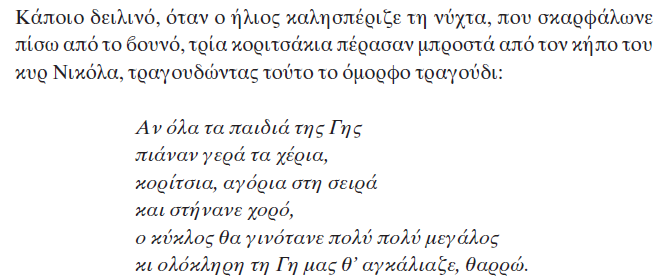 Κάποιο δειλινό, όταν ο ήλιος καλησπέριζε τη νύχτα, που σκαρφάλωνε
πίσω από το βουνό, τρία κοριτσάκια πέρασαν μπροστά από τον κήπο του
κυρ Νικόλα, τραγουδώντας τούτο το όμορφο τραγούδι:
Αν όλα τα παιδιά της Γης
πιάναν γερά τα χέρια,
κορίτσια, αγόρια στη σειρά
και στήνανε χορό,
ο κύκλος θα γινότανε πολύ πολύ μεγάλος
κι ολόκληρη τη Γη μας θ’ αγκάλιαζε, θαρρώ.